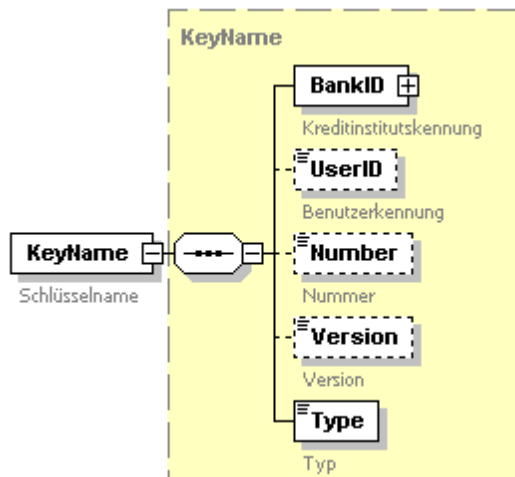 KeyName
BankID
Kreditinstitutskennung
UserID
Benutzerkennung
KeyName
Schlüsselname
Number
Nummer
Version
Version
Type
Typ